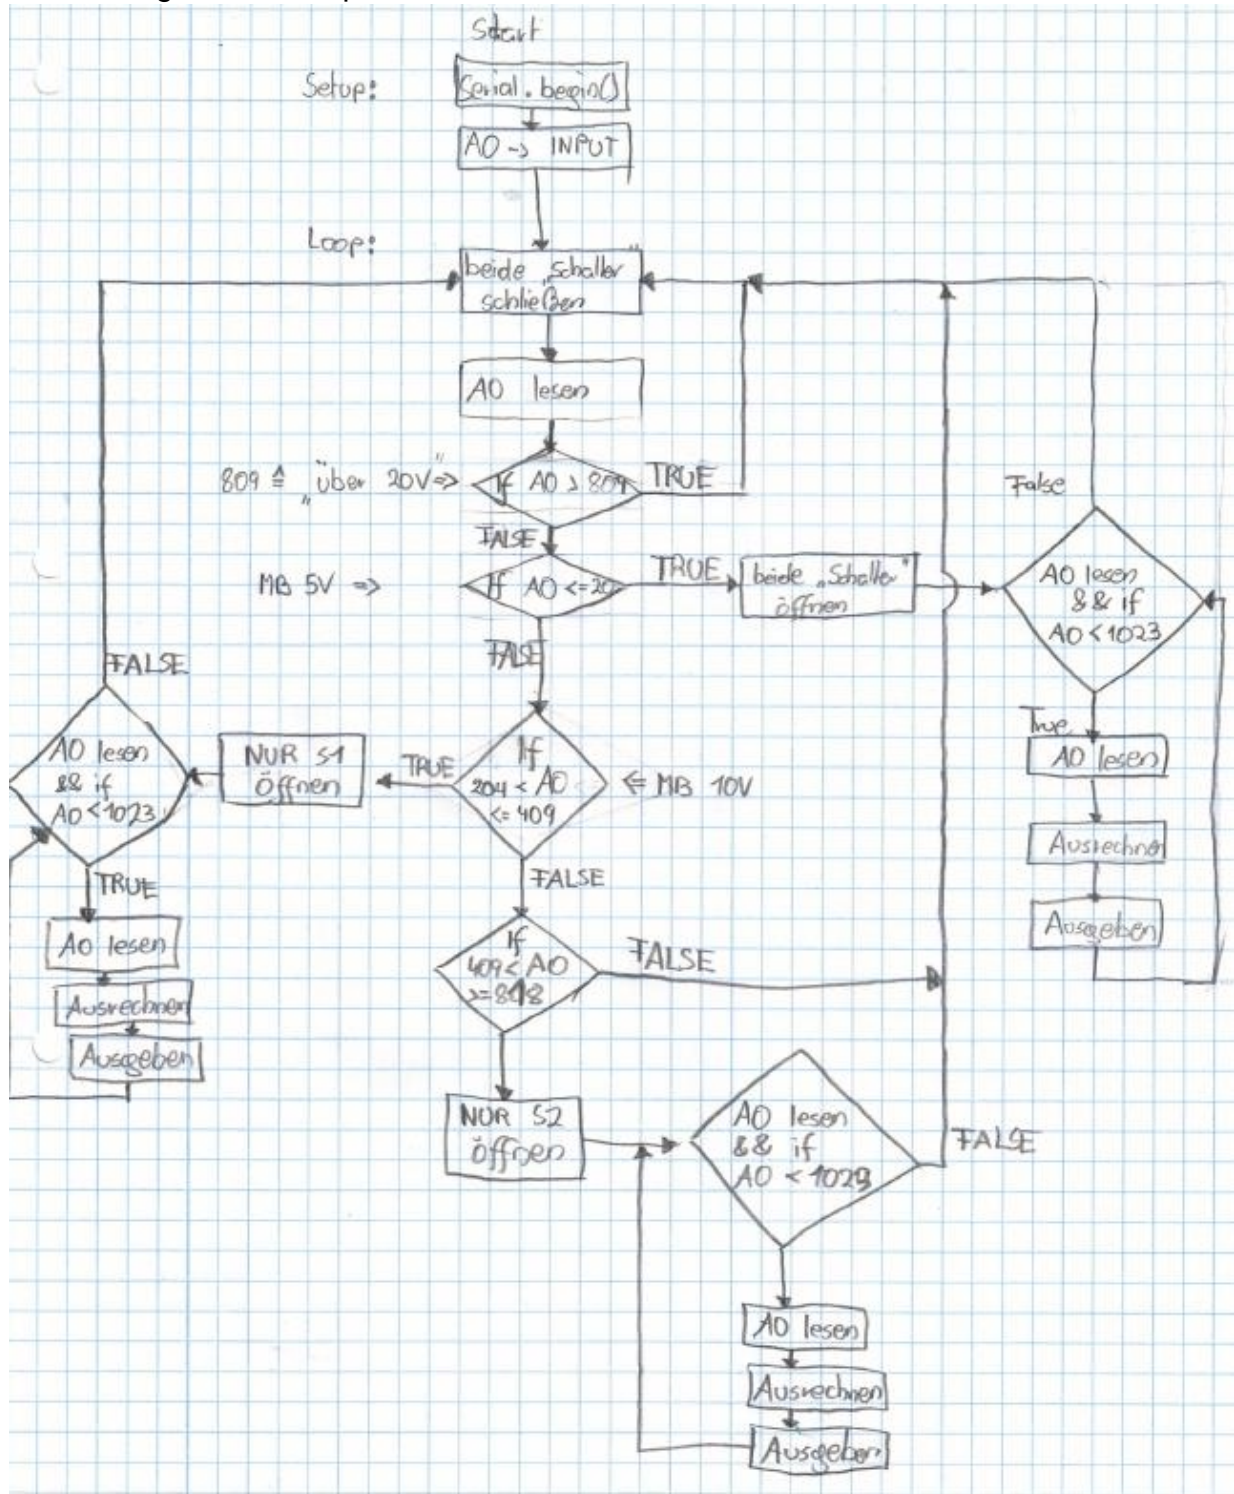 Start
Setup:
Serial.begin()
A0 -> INPUT
Loop:
beide „Schalter"
schließen
A0 lesen
809 ≙ „über 20V" =>
If A0 > 809
TRUE
FALSE
MB 5V =>
If A0 <= 20
TRUE
beide „Schalter"
öffnen
False
A0 lesen
&& if
A0 < 1023
True
A0 lesen
Ausrechnen
Ausgeben
FALSE
If
204 < A0
<= 409
<= MB 10V
TRUE
NUR S1
öffnen
FALSE
A0 lesen
&& if
A0 < 1023
TRUE
A0 lesen
Ausrechnen
Ausgeben
FALSE
If
409 < A0
>= 818
FALSE
NUR S2
öffnen
A0 lesen
&& if
A0 < 1023
FALSE
A0 lesen
Ausrechnen
Ausgeben